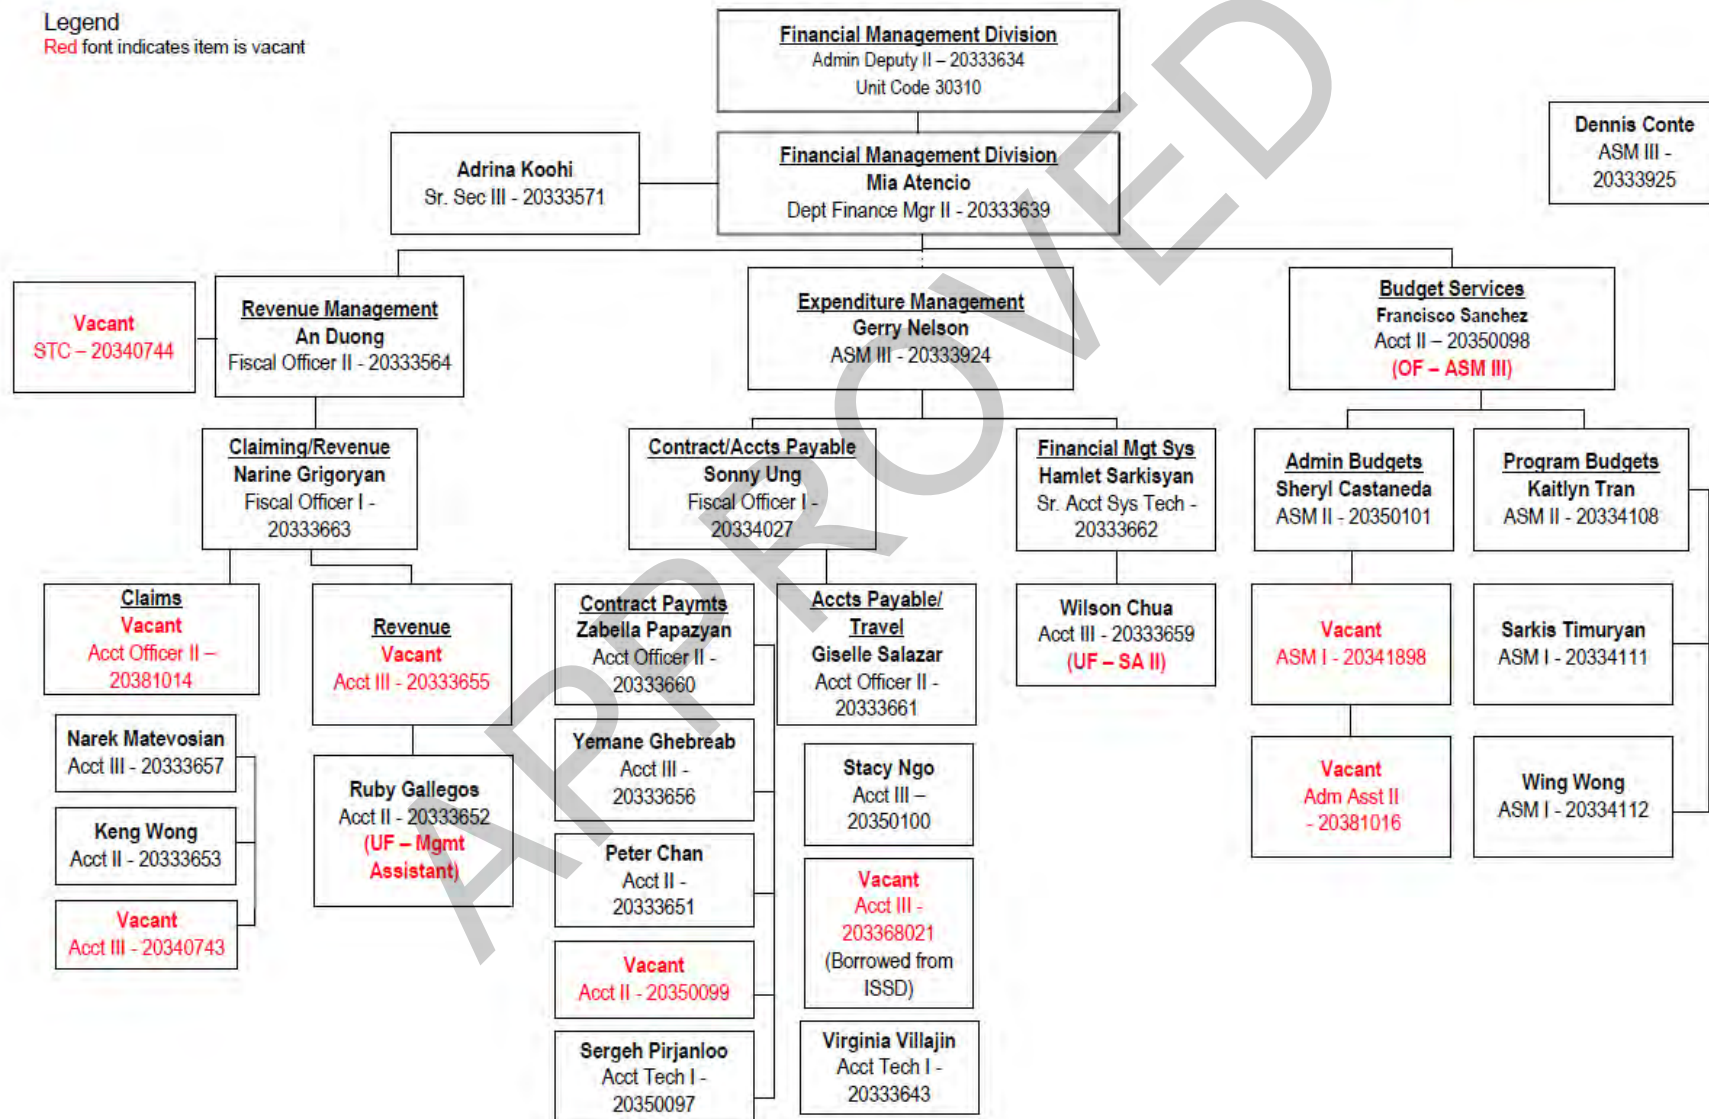 Legend
Red font indicates item is vacant
Financial Management Division
Admin Deputy II – 20333634
Unit Code 30310
Dennis Conte
ASM III -
20333925
Adrina Koohi
Sr. Sec III - 20333571
Financial Management Division
Mia Atencio
Dept Finance Mgr II - 20333639
Vacant
STC – 20340744
Revenue Management
An Duong
Fiscal Officer II - 20333564
Expenditure Management
Gerry Nelson
ASM III - 20333924
Budget Services
Francisco Sanchez
Acct II – 20350098
(OF – ASM III)
Claiming/Revenue
Narine Grigoryan
Fiscal Officer I -
20333663
Contract/Accts Payable
Sonny Ung
Fiscal Officer I -
20334027
Financial Mgt Sys
Hamlet Sarkisyan
Sr. Acct Sys Tech -
20333662
Admin Budgets
Sheryl Castaneda
ASM II - 20350101
Program Budgets
Kaitlyn Tran
ASM II - 20334108
Claims
Vacant
Acct Officer II –
20381014
Revenue
Vacant
Acct III - 20333655
Contract Paymts
Zabella Papazyan
Acct Officer II -
20333660
Accts Payable/
Travel
Giselle Salazar
Acct Officer II -
20333661
Wilson Chua
Acct III - 20333659
(UF – SA II)
Vacant
ASM I - 20341898
Sarkis Timuryan
ASM I - 20334111
Narek Matevosian
Acct III - 20333657
Keng Wong
Acct II - 20333653
Vacant
Acct III - 20340743
Ruby Gallegos
Acct II - 20333652
(UF – Mgmt
Assistant)
Yemane Ghebreab
Acct III -
20333656
Peter Chan
Acct II -
20333651
Vacant
Acct II - 20350099
Sergeh Pirjanloo
Acct Tech I -
20350097
Stacy Ngo
Acct III –
20350100
Vacant
Acct III -
203368021
(Borrowed from
ISSD)
Virginia Villajin
Acct Tech I -
20333643
Vacant
Adm Asst II
- 20381016
Wing Wong
ASM I - 20334112
APPROVED